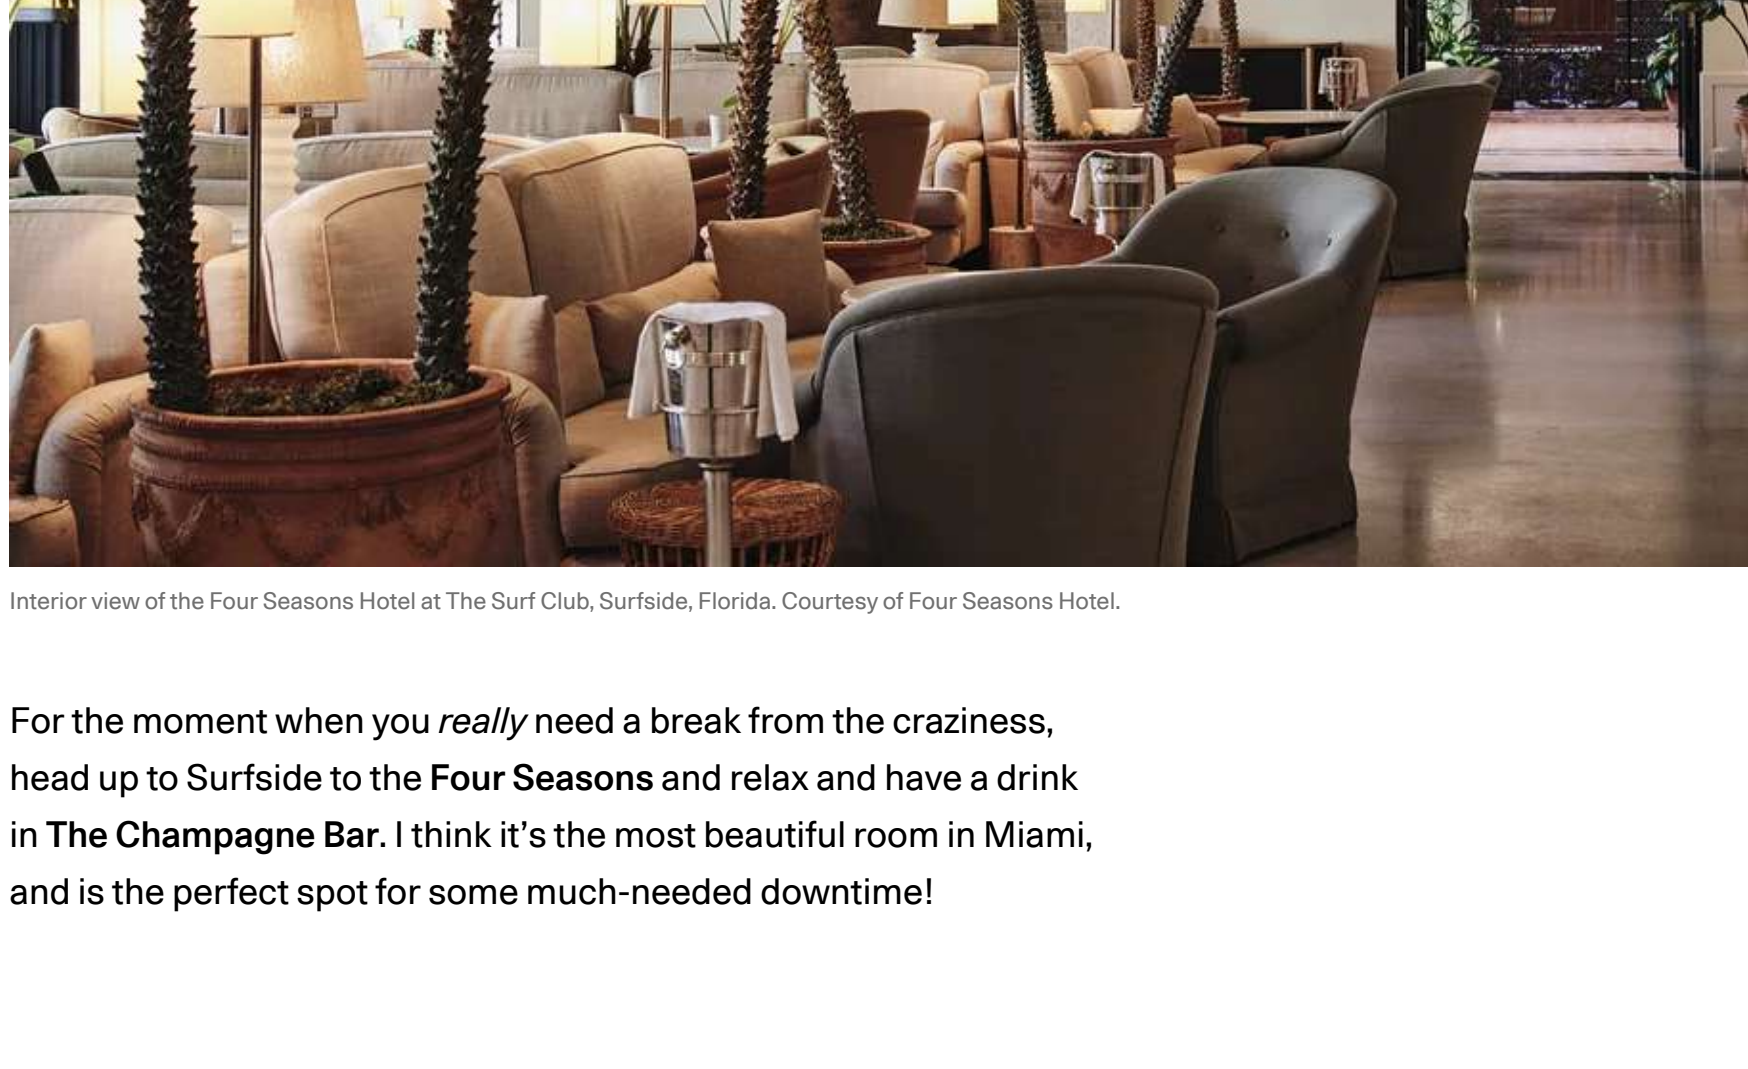 Interior view of the Four Seasons Hotel at The Surf Club, Surfside, Florida. Courtesy of Four Seasons Hotel.
For the moment when you really need a break from the craziness,
head up to Surfside to the Four Seasons and relax and have a drink
in The Champagne Bar. I think it’s the most beautiful room in Miami,
and is the perfect spot for some much-needed downtime!